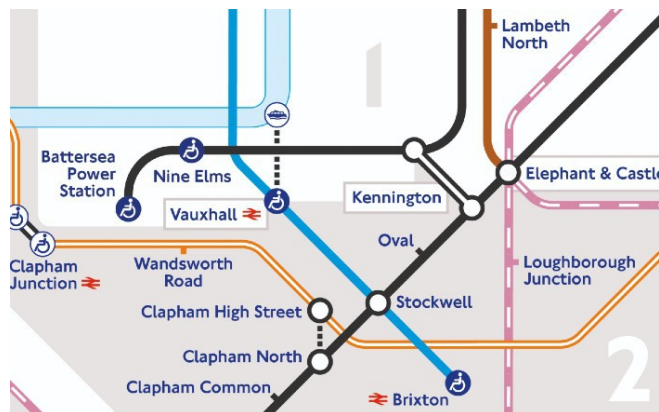 Lambeth
North
1
Battersea
Power
Station
Nine Elms
Elephant & Castle
Kennington
Vauxhall
Oval
Clapham
Junction
Wandsworth
Road
Loughborough
Junction
Clapham High Street
Stockwell
Clapham North
2
Clapham Common
Brixton